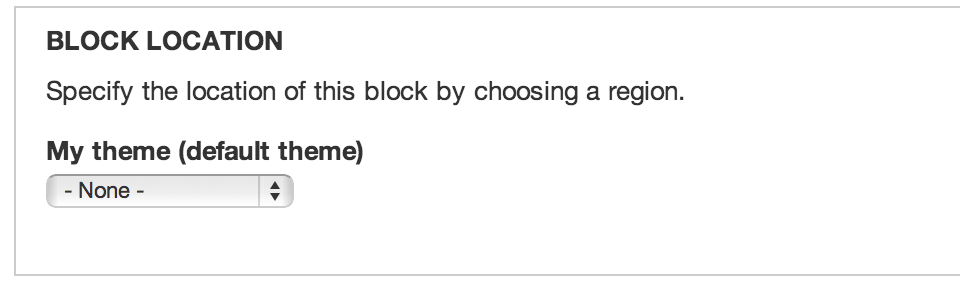 BLOCK LOCATION
Specify the location of this block by choosing a region.
My theme (default theme)
- None -